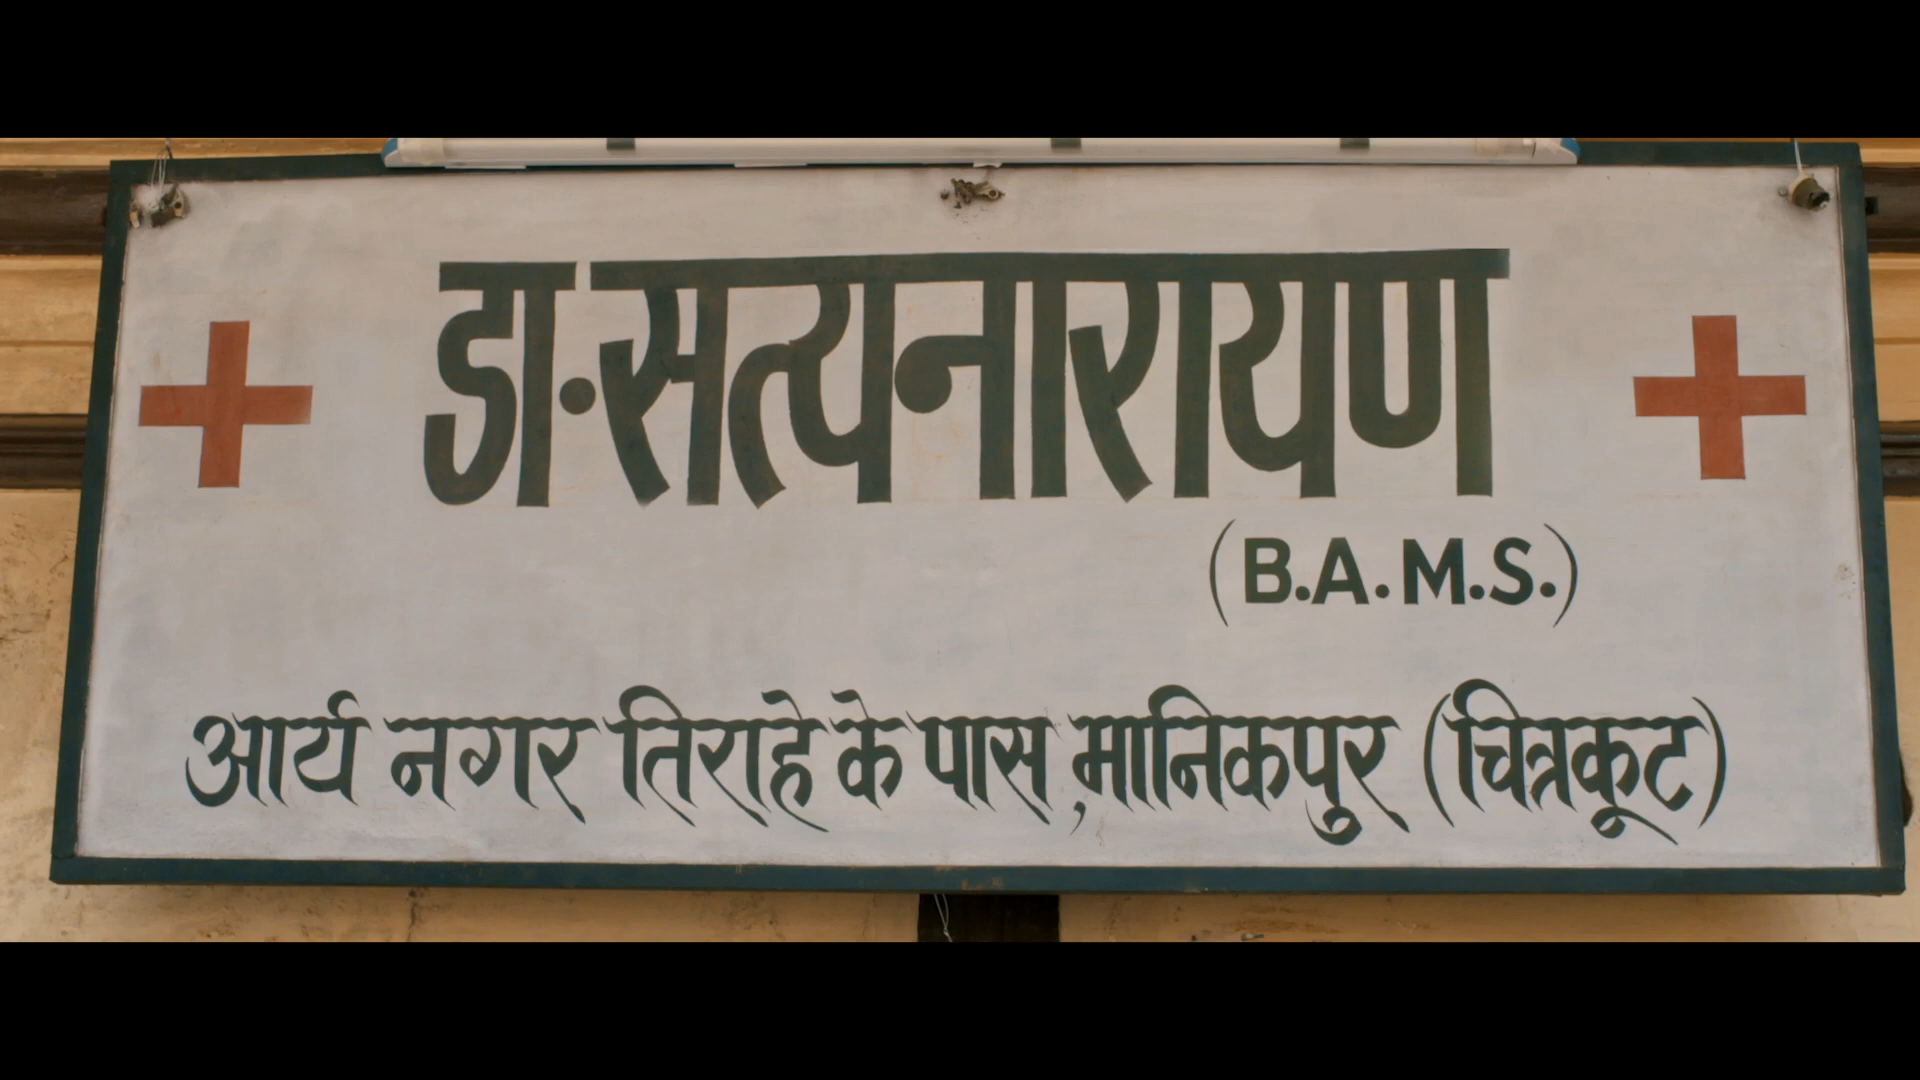 डा.सत्यनारायण
(B.A.M.S.)
आर्य नगर तिराहे के पास,मानिकपुर (चित्रकूट)